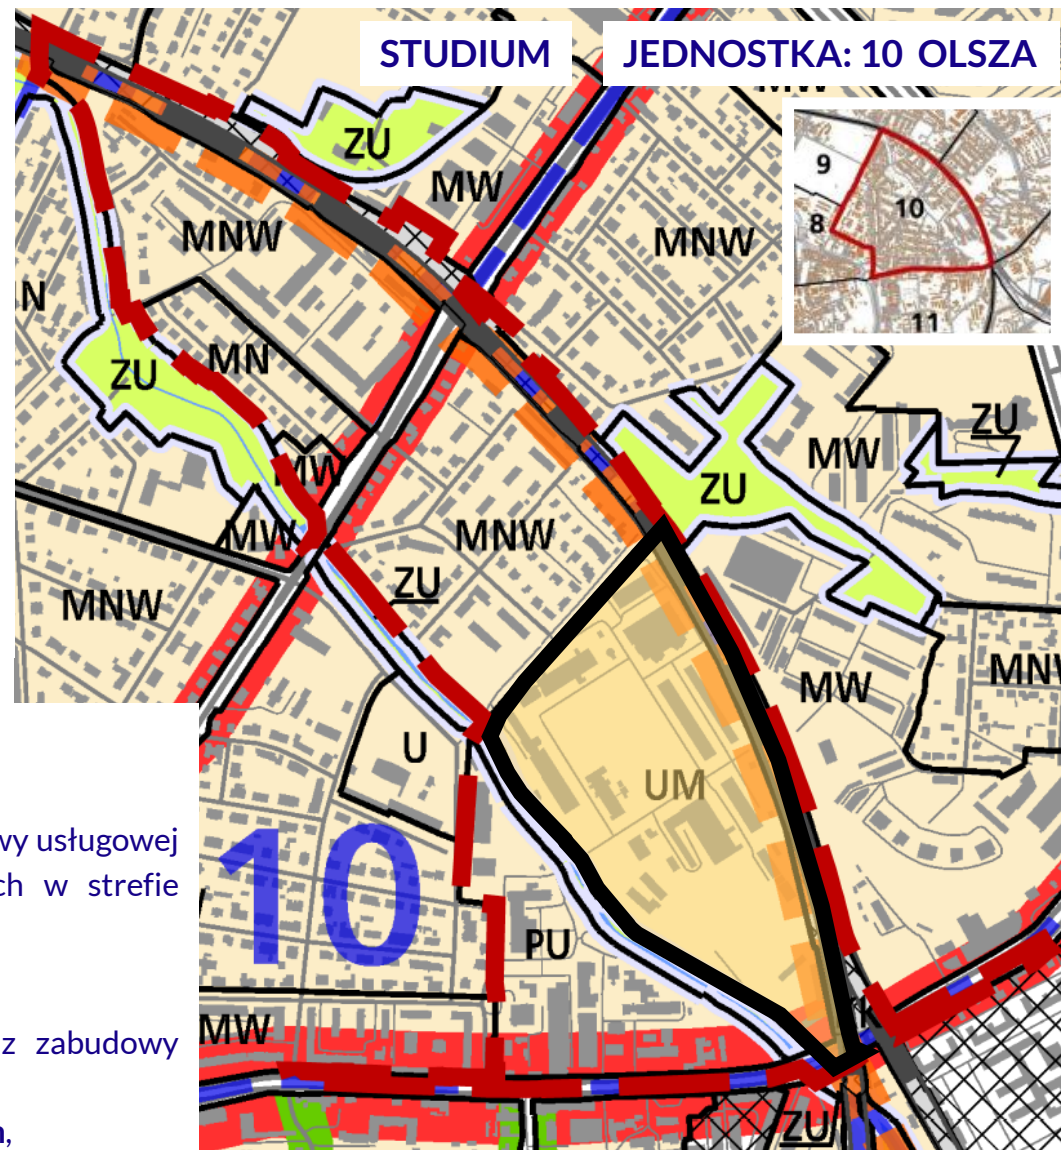 STUDIUM
JEDNOSTKA: 10 OLSZA
MW
ZU
MW
9
10
8
11
MNW
MNW
N
ZU
MN
MW
ZU
MW
ZU
MW
MNW
ZU
MNW
MW
MNW
U
UM
10
wy usługowej
ch w strefie
PU
MW
z zabudowy
ZU
,